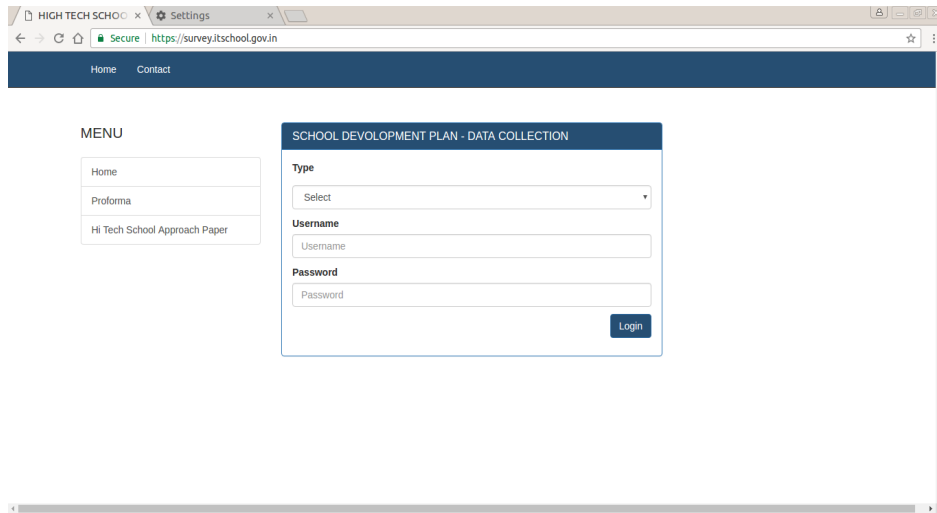 HIGH TECH SCHOO
Settings
Secure
https://survey.itschool.gov.in
Home
Contact
MENU
Home
Proforma
Hi Tech School Approach Paper
SCHOOL DEVOLOPMENT PLAN - DATA COLLECTION
Type
Select
Username
Username
Password
Password
Login